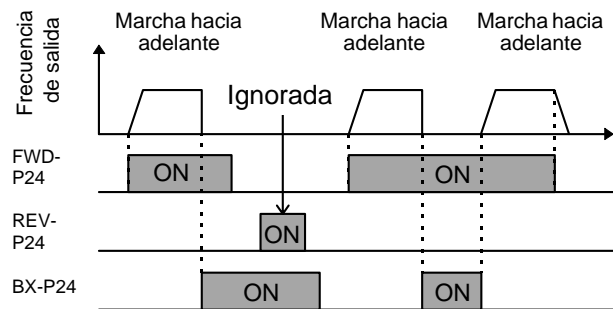 Marcha hacia adelante
Marcha hacia adelante
Marcha hacia adelante
Frecuencia de salida
Ignorada
FWD-
P24
ON
ON
REV-
P24
ON
BX-P24
ON
ON